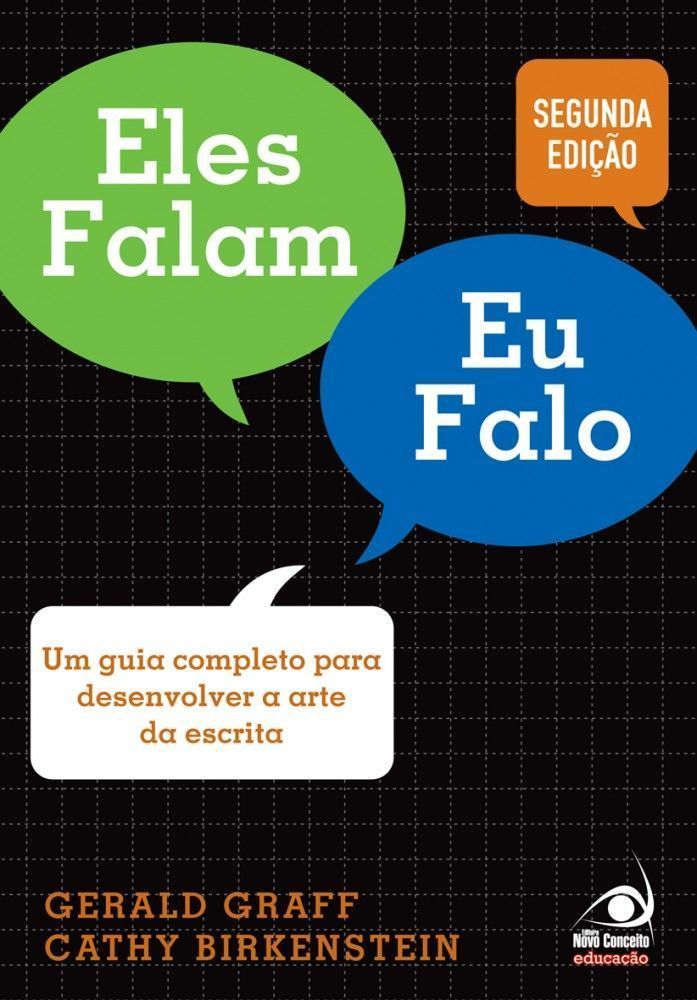 Eles
Falam
SEGUNDA
EDIÇÃO
Eu
Falo
Um guia completo para
desenvolver a arte
da escrita
GERALD GRAFF
CATHY BIRKENSTEIN
Editora
Novo Conceito
educação